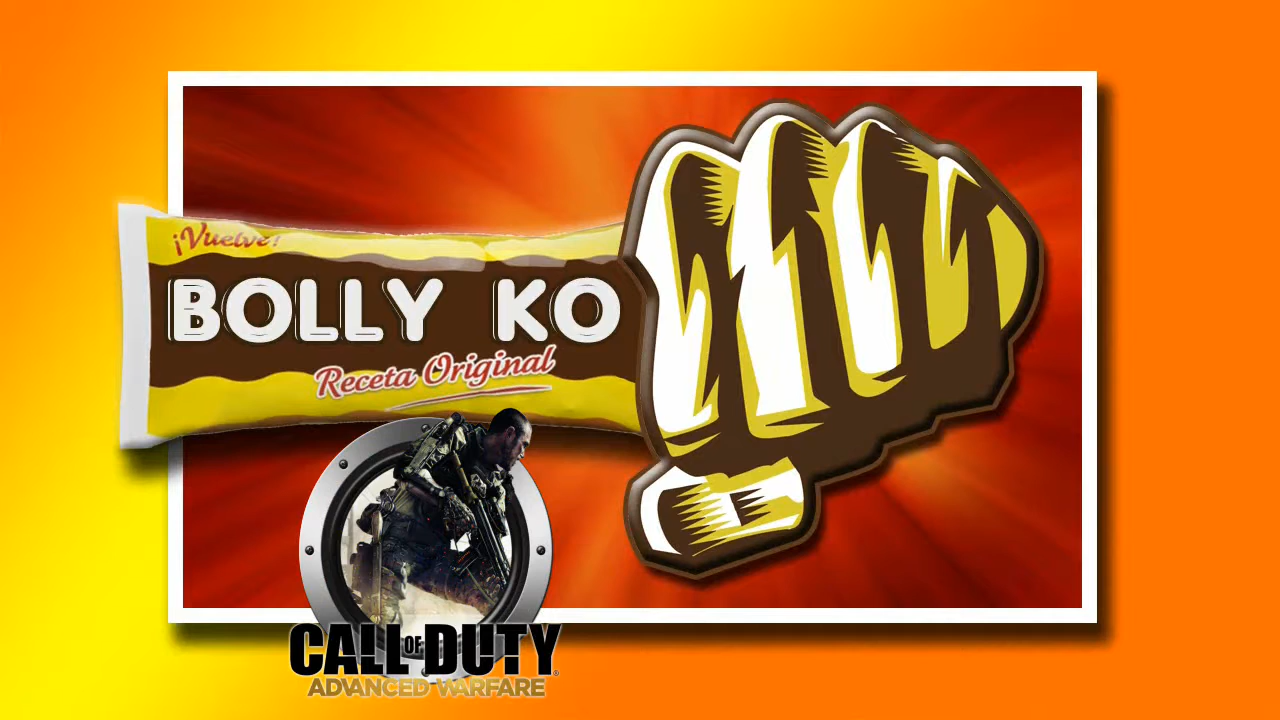 ¡Vuelve!
BOLLY KO
Receta Original
CALL OF DUTY®
ADVANCED WARFARE